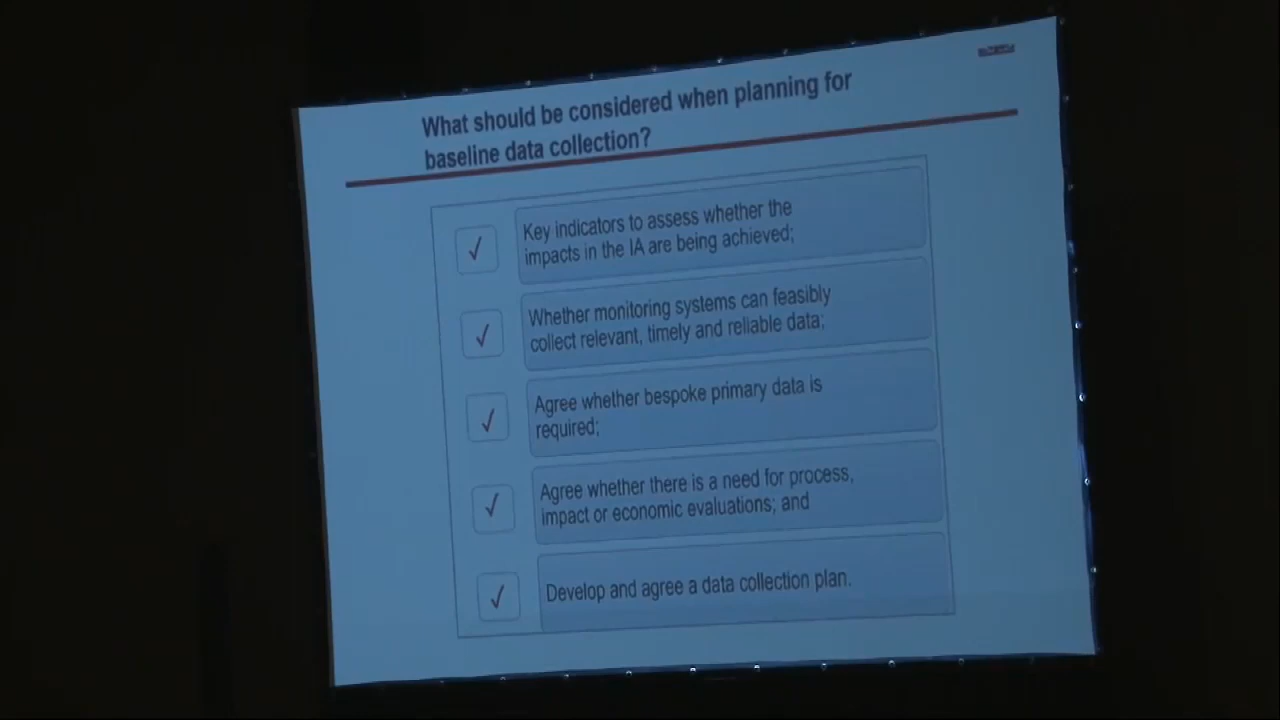 What should be considered when planning for
baseline data collection?
✓ Key indicators to assess whether the
impacts in the IA are being achieved;
✓ Whether monitoring systems can feasibly
collect relevant, timely and reliable data;
✓ Agree whether bespoke primary data is
required;
✓ Agree whether there is a need for process,
impact or economic evaluations; and
✓ Develop and agree a data collection plan.